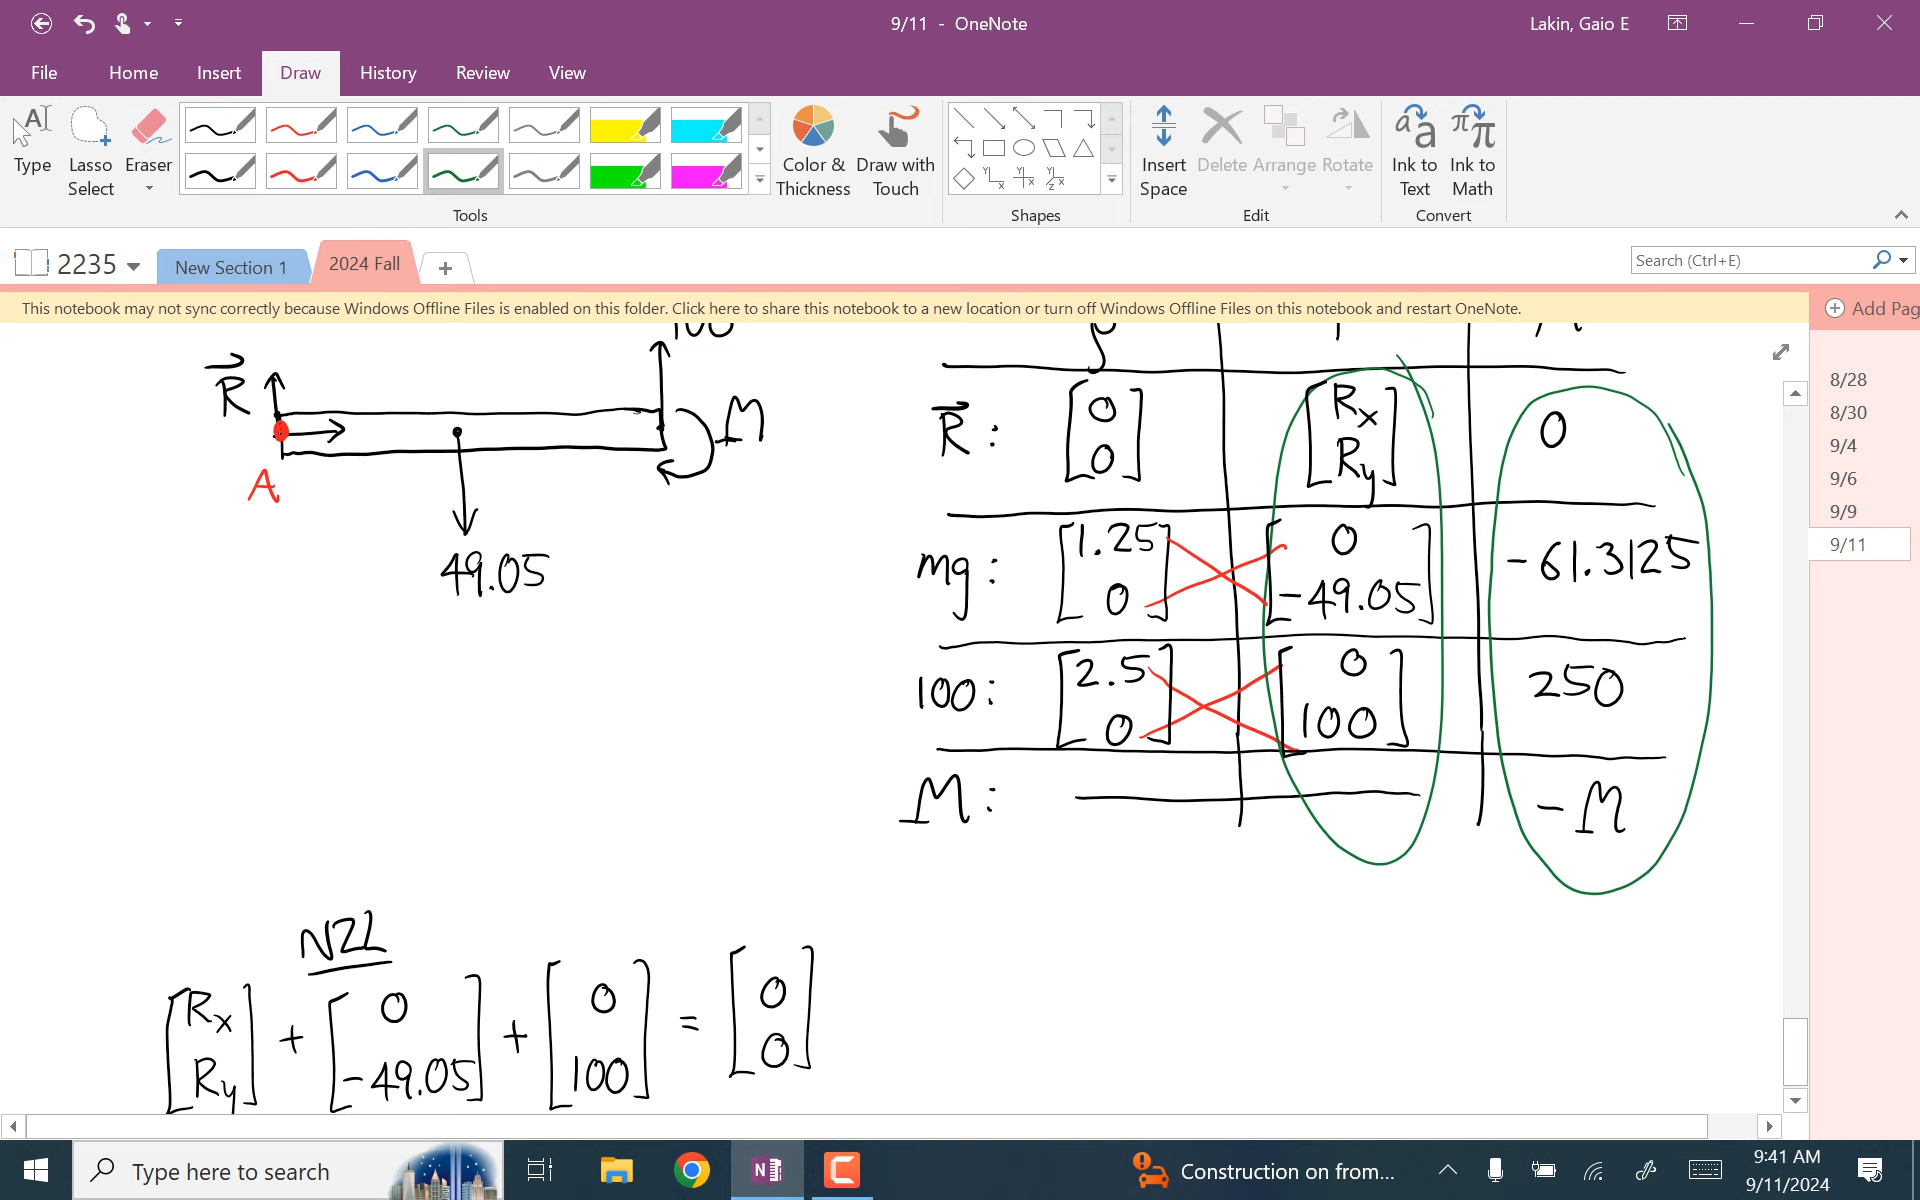 9/11 - OneNote
Lakin, Gaio E
File Home Insert Draw History Review View
Type
Lasso Select
Eraser
Color & Thickness
Draw with Touch
Insert Space
Delete
Arrange
Rotate
Ink to Text
Ink to Math
Tools
Shapes
Edit
Convert
2235
New Section 1
2024 Fall
Search (Ctrl+E)
This notebook may not sync correctly because Windows Offline Files is enabled on this folder. Click here to share this notebook to a new location or turn off Windows Offline Files on this notebook and restart OneNote.
Add Pag
8/28
8/30
9/4
9/6
9/9
9/11
100
R
M
A
49.05
R: [0 0] [Rx Ry] 0
mg: [1.25 0] [0 -49.05] -61.3125
100: [2.5 0] [0 100] 250
M: — -M
N2L
[Rx Ry] + [0 -49.05] + [0 100] = [0 0]
Type here to search
Construction on from...
9:41 AM
9/11/2024